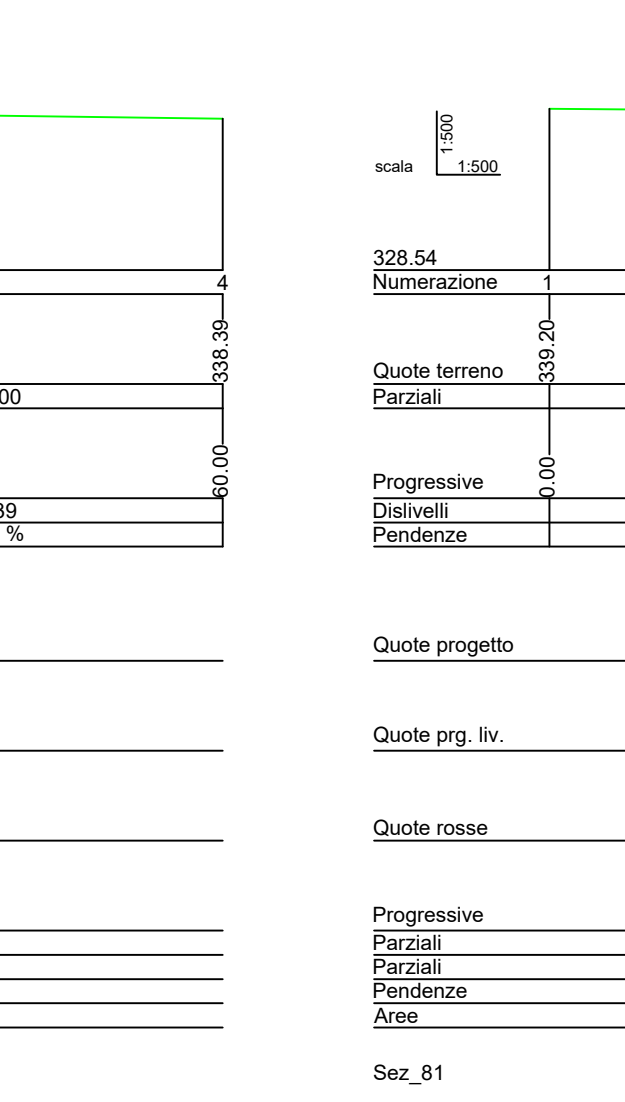 4
338.39
00
60.00
39
%
1:500
scala
1:500
328.54
Numerazione 1
Quote terreno 339.20
Parziali
Progressive 0.00
Dislivelli
Pendenze
Quote progetto
Quote prg. liv.
Quote rosse
Progressive
Parziali
Parziali
Pendenze
Aree
Sez_81